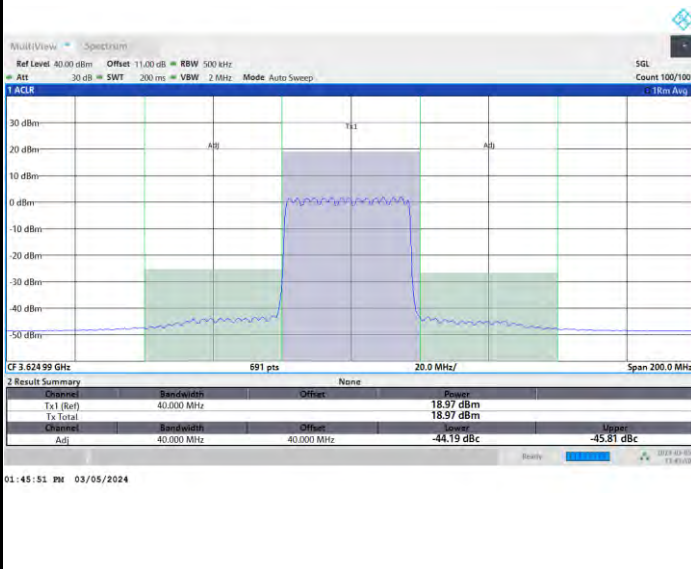 MultiView Spectrum
Ref Level 40.00 dBm Offset 11.00 dB RBW 500 kHz SGL
Att 30 dB SWT 200 ms VBW 2 MHz Mode Auto Sweep Count 100/100
1 ACLR 1Rm Avg
Tx1
Adj Adj
30 dBm
20 dBm
10 dBm
0 dBm
-10 dBm
-20 dBm
-30 dBm
-40 dBm
-50 dBm
CF 3.624 99 GHz 691 pts 20.0 MHz/ Span 200.0 MHz
2 Result Summary None
Channel Bandwidth Offset Power
Tx1 (Ref) 40.000 MHz 18.97 dBm
Tx Total 18.97 dBm
Channel Bandwidth Offset Lower Upper
Adj 40.000 MHz 40.000 MHz -44.19 dBc -45.81 dBc
Ready
01:45:51 PM 03/05/2024